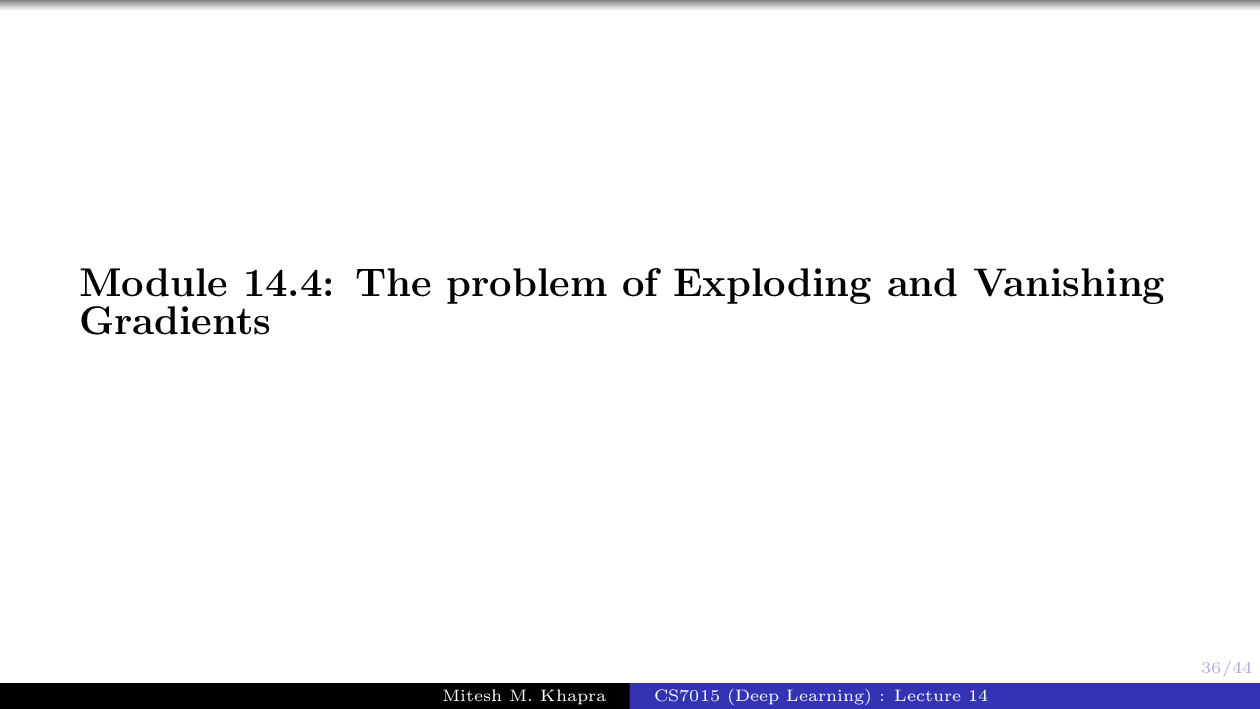 Module 14.4: The problem of Exploding and Vanishing
Gradients
36/44
Mitesh M. Khapra
CS7015 (Deep Learning) : Lecture 14